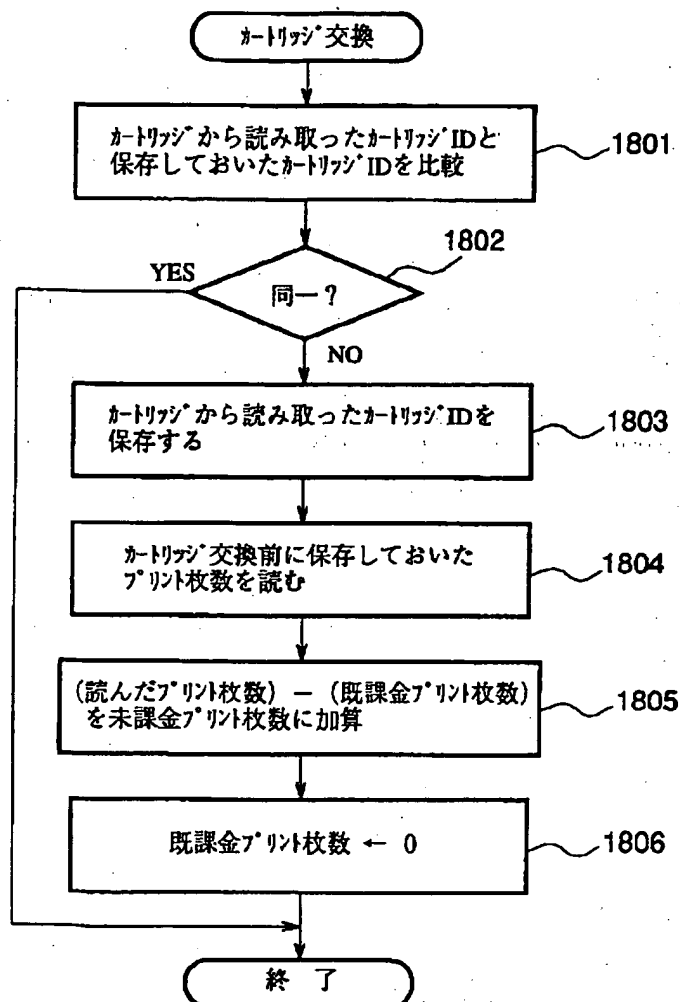 カートリッジ交換
カートリッジから読み取ったカートリッジIDと
保存しておいたカートリッジIDを比較
1801
1802
YES
同一?
NO
カートリッジから読み取ったカートリッジIDを
保存する
1803
カートリッジ交換前に保存しておいた
プリント枚数を読む
1804
(読んだプリント枚数) − (既課金プリント枚数)
を未課金プリント枚数に加算
1805
既課金プリント枚数 ← 0
1806
終 了